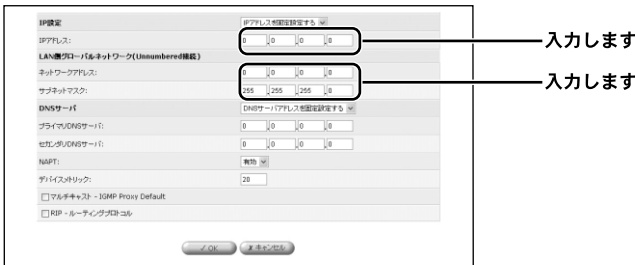 IP設定 IPアドレスを固定設定する
IPアドレス: 0 .0 .0 .0
入力します
LAN側グローバルネットワーク(Unnumbered接続)
ネットワークアドレス: 0 .0 .0 .0
入力します
サブネットマスク: 255 .255 .255 .0
DNSサーバ DNSサーバアドレスを固定設定する
プライマリDNSサーバ: 0 .0 .0 .0
セカンダリDNSサーバ: 0 .0 .0 .0
NAPT: 有効
デバイスメトリック: 20
マルチキャスト - IGMP Proxy Default
RIP - ルーティングプロトコル
✓ OK ✗ キャンセル